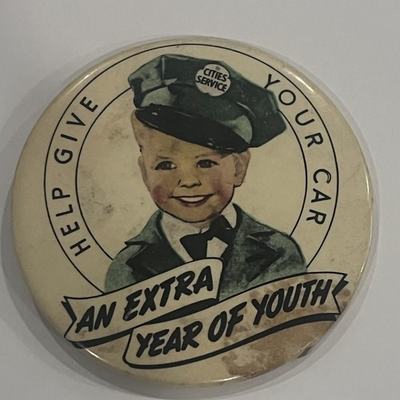 CITIES
SERVICE
HELP GIVE
YOUR CAR
AN EXTRA
YEAR OF YOUTH